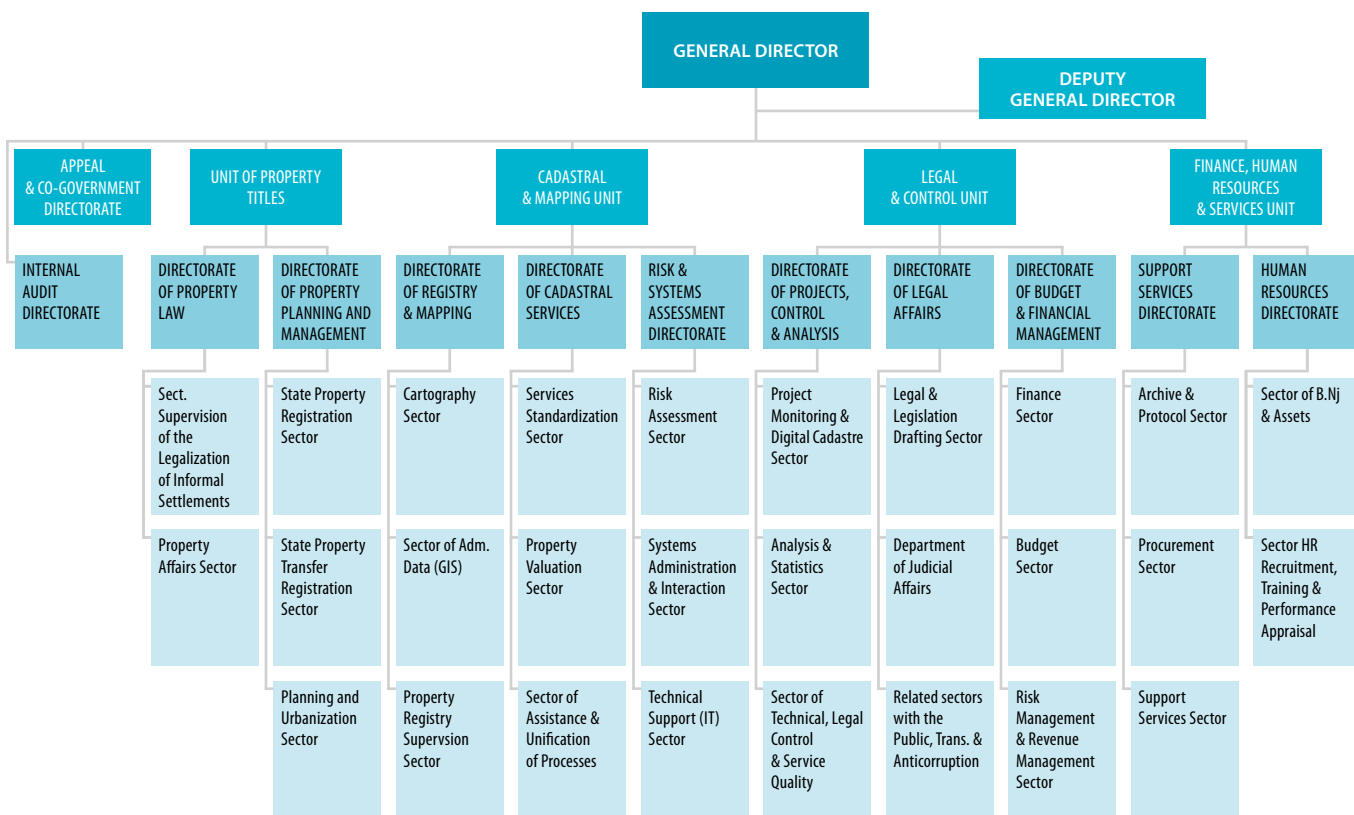 GENERAL DIRECTOR
DEPUTY
GENERAL DIRECTOR
APPEAL
& CO-GOVERNMENT
DIRECTORATE
UNIT OF PROPERTY
TITLES
CADASTRAL
& MAPPING UNIT
LEGAL
& CONTROL UNIT
FINANCE, HUMAN
RESOURCES
& SERVICES UNIT
INTERNAL
AUDIT
DIRECTORATE
DIRECTORATE
OF PROPERTY
LAW
DIRECTORATE
OF PROPERTY
PLANNING AND
MANAGEMENT
DIRECTORATE
OF REGISTRY
& MAPPING
DIRECTORATE
OF CADASTRAL
SERVICES
RISK &
SYSTEMS
ASSESSMENT
DIRECTORATE
DIRECTORATE
OF PROJECTS,
CONTROL
& ANALYSIS
DIRECTORATE
OF LEGAL
AFFAIRS
DIRECTORATE
OF BUDGET
& FINANCIAL
MANAGEMENT
SUPPORT
SERVICES
DIRECTORATE
HUMAN
RESOURCES
DIRECTORATE
Sect.
Supervision
of the
Legalization
of Informal
Settlements
State Property
Registration
Sector
Cartography
Sector
Services
Standardization
Sector
Risk
Assessment
Sector
Project
Monitoring &
Digital Cadastre
Sector
Legal &
Legislation
Drafting Sector
Finance
Sector
Archive &
Protocol Sector
Sector of B.Nj
& Assets
Property
Affairs Sector
State Property
Transfer
Registration
Sector
Sector of Adm.
Data (GIS)
Property
Valuation
Sector
Systems
Administration
& Interaction
Sector
Analysis &
Statistics
Sector
Department
of Judicial
Affairs
Budget
Sector
Procurement
Sector
Sector HR
Recruitment,
Training &
Performance
Appraisal
Planning and
Urbanization
Sector
Property
Registry
Supervsion
Sector
Sector of
Assistance &
Unification
of Processes
Technical
Support (IT)
Sector
Sector of
Technical, Legal
Control
& Service
Quality
Related sectors
with the
Public, Trans. &
Anticorruption
Risk
Management
& Revenue
Management
Sector
Support
Services Sector